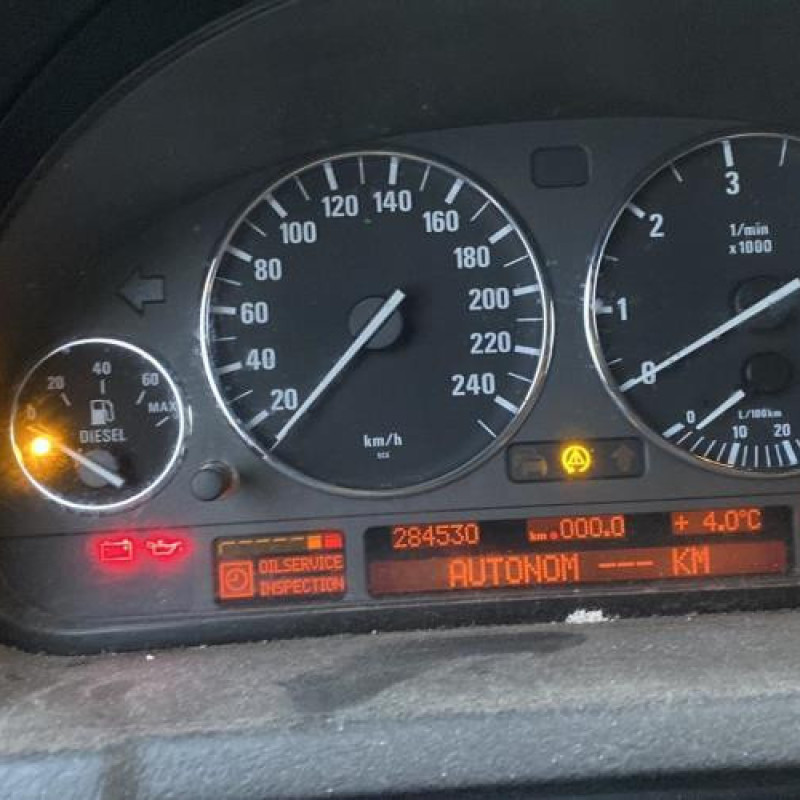 0
20
40
60
MAX
DIESEL
20
40
60
80
100
120
140
160
180
200
220
240
km/h
0
1
2
3
1/min
x1000
0
10
20
L/100km
OILSERVICE
INSPECTION
284530 km 000.0 + 4.0°C
AUTONOM --- KM